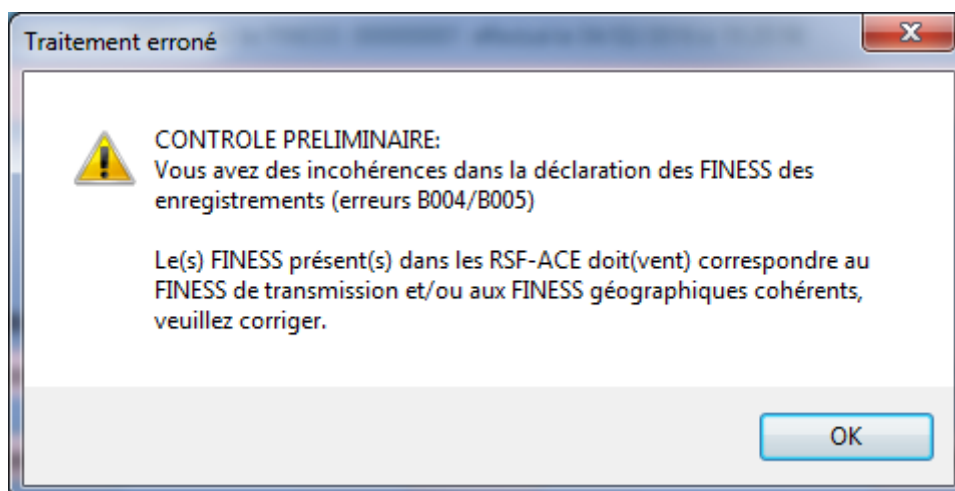 Traitement erroné
CONTROLE PRELIMINAIRE:
Vous avez des incohérences dans la déclaration des FINESS des
enregistrements (erreurs B004/B005)
Le(s) FINESS présent(s) dans les RSF-ACE doit(vent) correspondre au
FINESS de transmission et/ou aux FINESS géographiques cohérents,
veuillez corriger.
OK